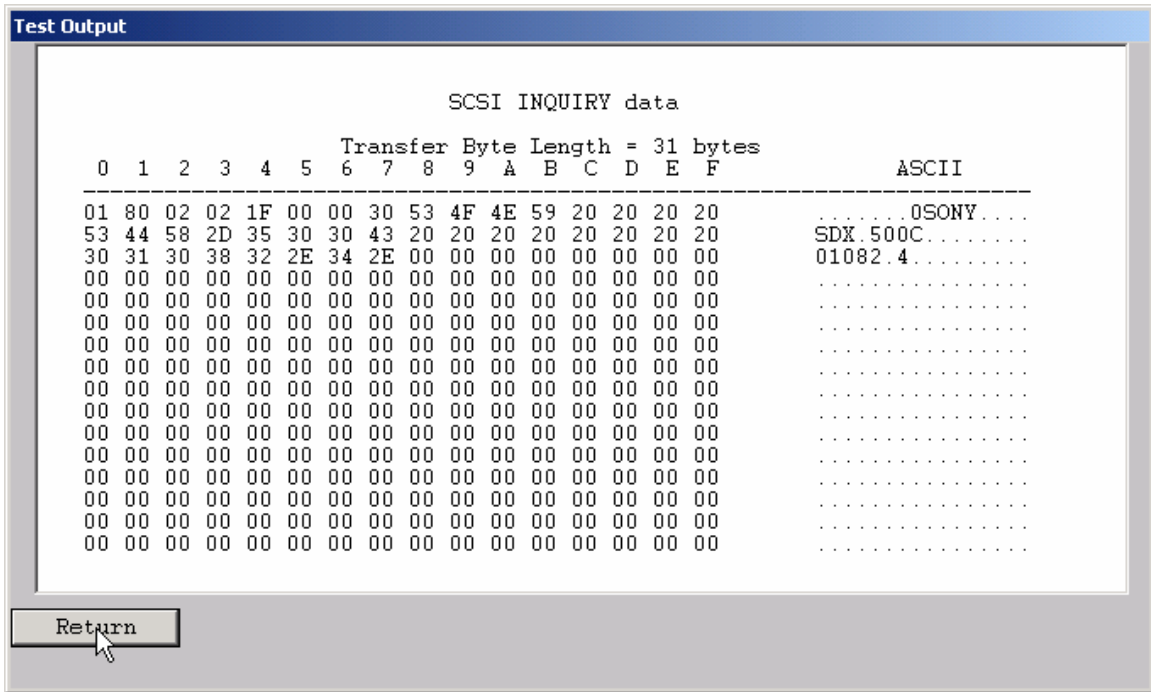 Test Output
SCSI INQUIRY data
Transfer Byte Length = 31 bytes
0 1 2 3 4 5 6 7 8 9 A B C D E F ASCII
--------------------------------------------------------------------------------
01 80 02 02 1F 00 00 30 53 4F 4E 59 20 20 20 20 .......0SONY....
53 44 58 2D 35 30 30 43 20 20 20 20 20 20 20 20 SDX.500C........
30 31 30 38 32 2E 34 2E 00 00 00 00 00 00 00 00 01082.4.........
00 00 00 00 00 00 00 00 00 00 00 00 00 00 00 00 ................
00 00 00 00 00 00 00 00 00 00 00 00 00 00 00 00 ................
00 00 00 00 00 00 00 00 00 00 00 00 00 00 00 00 ................
00 00 00 00 00 00 00 00 00 00 00 00 00 00 00 00 ................
00 00 00 00 00 00 00 00 00 00 00 00 00 00 00 00 ................
00 00 00 00 00 00 00 00 00 00 00 00 00 00 00 00 ................
00 00 00 00 00 00 00 00 00 00 00 00 00 00 00 00 ................
00 00 00 00 00 00 00 00 00 00 00 00 00 00 00 00 ................
00 00 00 00 00 00 00 00 00 00 00 00 00 00 00 00 ................
00 00 00 00 00 00 00 00 00 00 00 00 00 00 00 00 ................
00 00 00 00 00 00 00 00 00 00 00 00 00 00 00 00 ................
00 00 00 00 00 00 00 00 00 00 00 00 00 00 00 00 ................
00 00 00 00 00 00 00 00 00 00 00 00 00 00 00 00 ................
Return